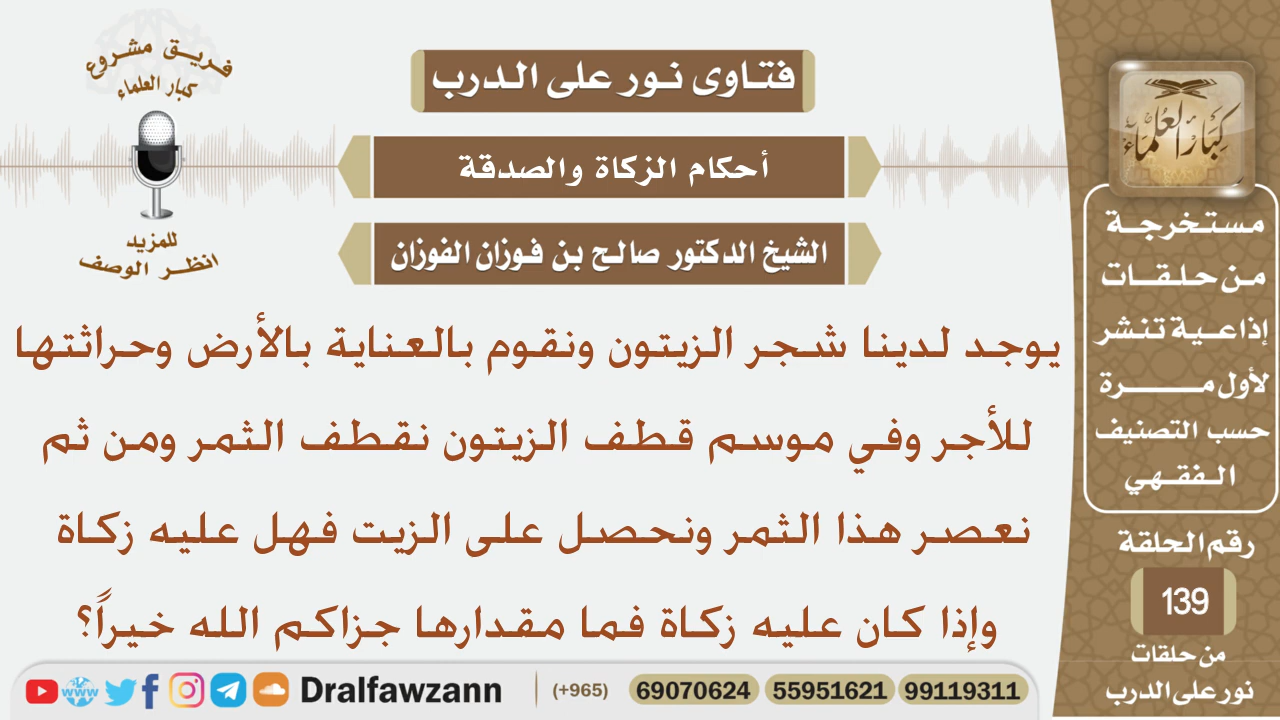 فتاوى نور على الدرب
أحكام الزكاة والصدقة
الشيخ الدكتور صالح بن فوزان الفوزان
فريق مشروع
كبار العلماء
للمزيد
انظر الوصف
يوجد لدينا شجر الزيتون ونقوم بالعناية بالأرض وحراثتها
للأجر وفي موسم قطف الزيتون نقطف الثمر ومن ثم
نعصر هذا الثمر ونحصل على الزيت فهل عليه زكاة
وإذا كان عليه زكاة فما مقدارها جزاكم الله خيراً؟
كبار العلماء
مستخرجة
من حلقات
إذاعية تنشر
لأول مرة
حسب التصنيف
الفقهي
رقم الحلقة
139
من حلقات
نور على الدرب
www Dralfawzann (+965) 69070624 55951621 99119311